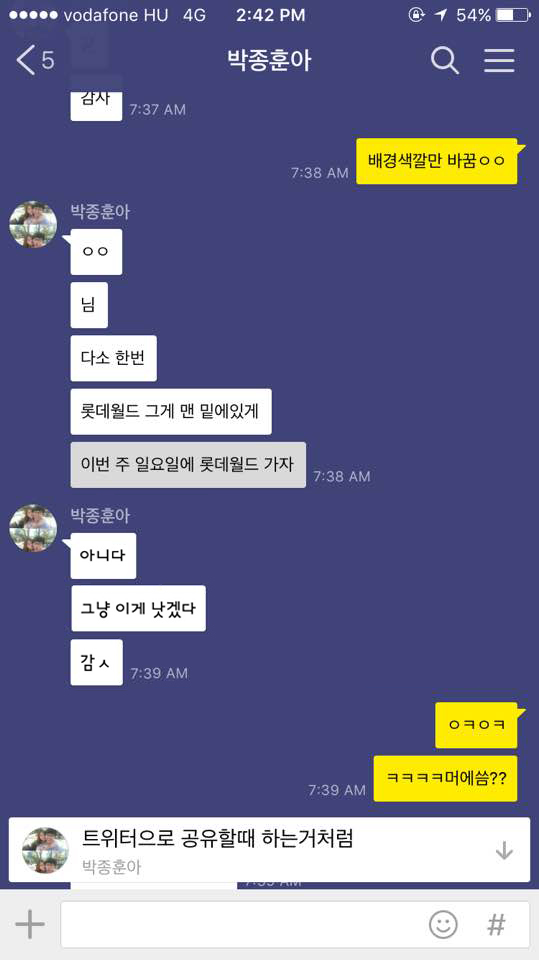 vodafone HU 4G 2:42 PM 54%
5 박종훈아
감사
7:37 AM
배경색깔만 바꿈ㅇㅇ
7:38 AM
박종훈아
ㅇㅇ
님
다소 한번
롯데월드 그게 맨 밑에있게
이번 주 일요일에 롯데월드 가자
7:38 AM
박종훈아
아니다
그냥 이게 낫겠다
감ㅅ
7:39 AM
ㅇㅋㅇㅋ
ㅋㅋㅋㅋ머에씀??
7:39 AM
트위터으로 공유할때 하는거처럼
박종훈아
7:39 AM
#